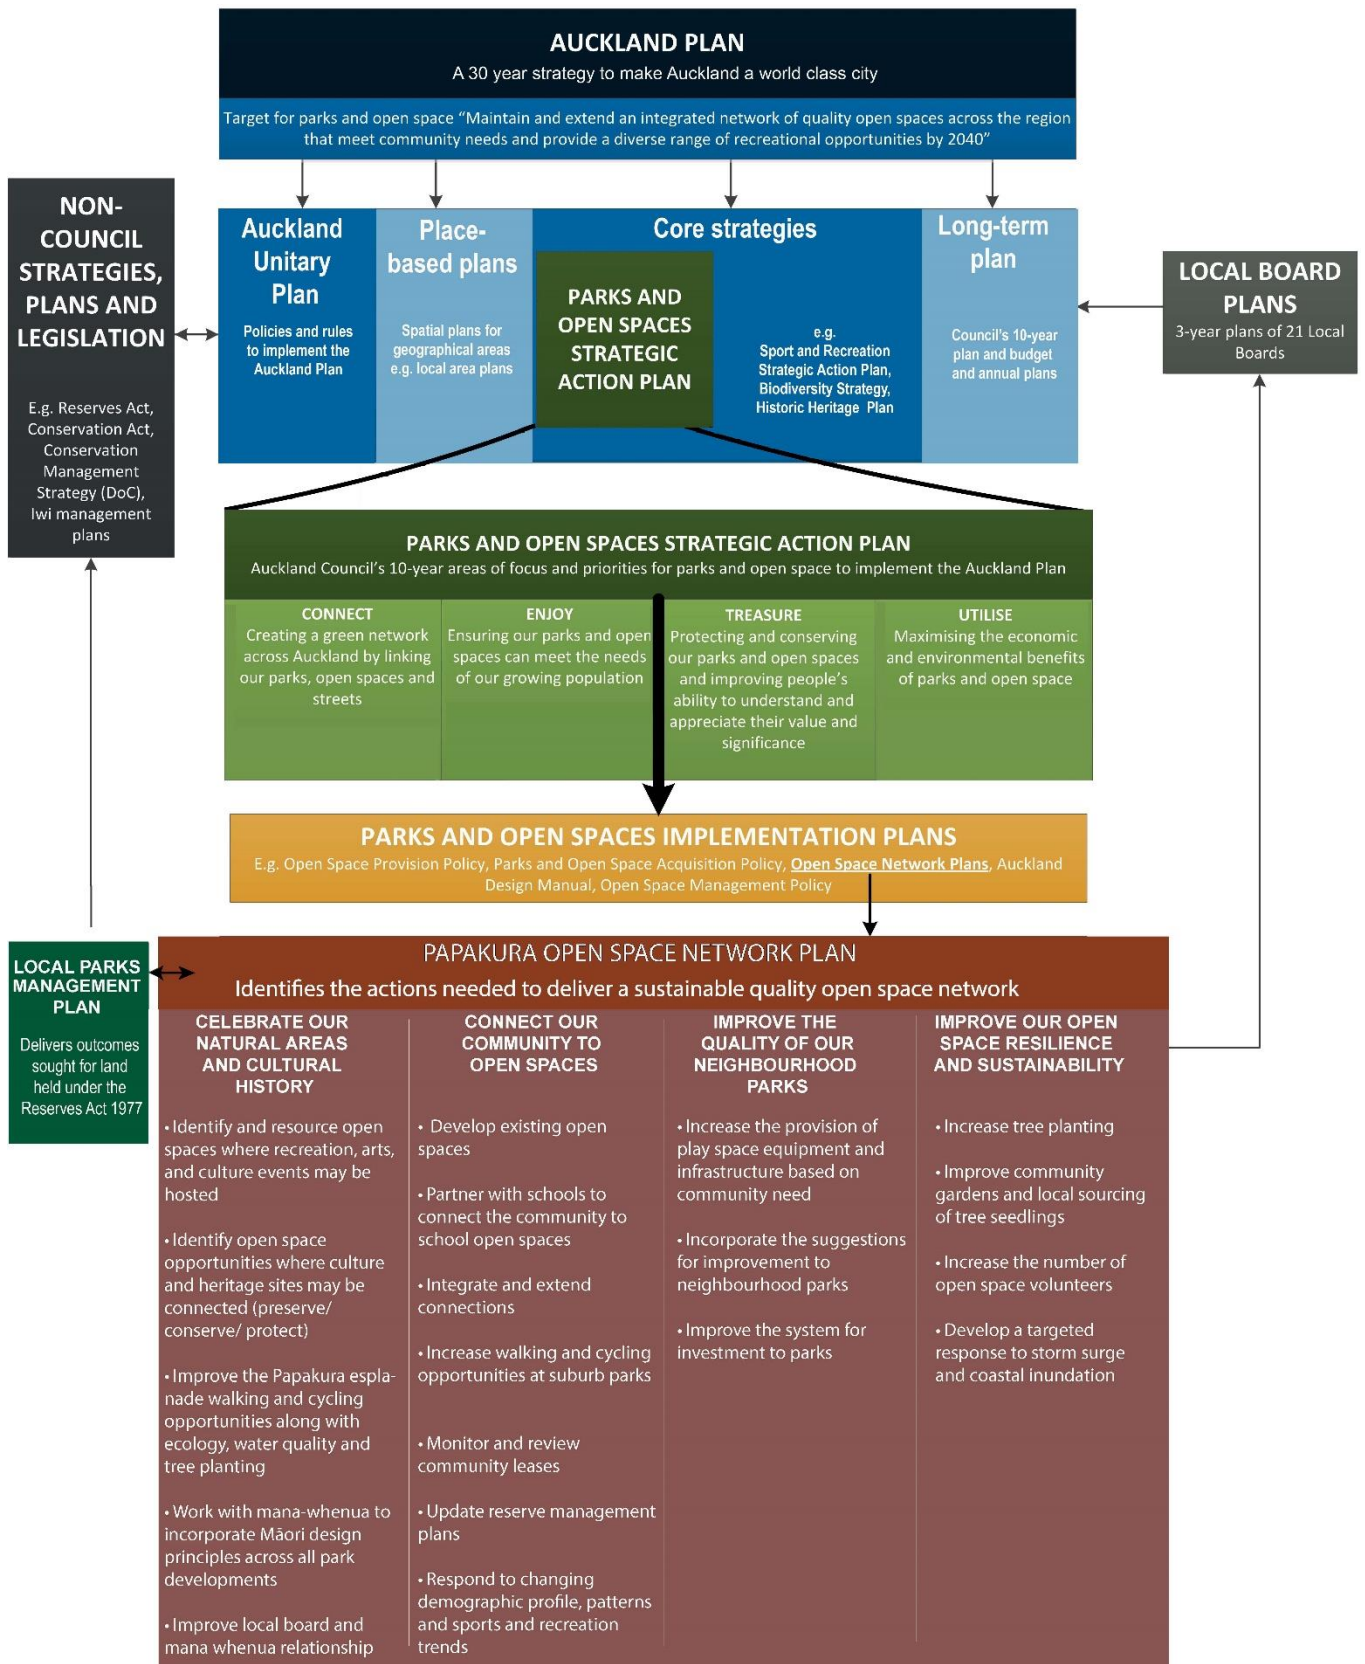 AUCKLAND PLAN
A 30 year strategy to make Auckland a world class city
Target for parks and open space “Maintain and extend an integrated network of quality open spaces across the region
that meet community needs and provide a diverse range of recreational opportunities by 2040”
NON-
COUNCIL
STRATEGIES,
PLANS AND
LEGISLATION
E.g. Reserves Act,
Conservation Act,
Conservation
Management
Strategy (DoC),
Iwi management
plans
Auckland
Unitary
Plan
Policies and rules
to implement the
Auckland Plan
Place-
based plans
Spatial plans for
geographical areas
e.g. local area plans
Core strategies
PARKS AND
OPEN SPACES
STRATEGIC
ACTION PLAN
e.g.
Sport and Recreation
Strategic Action Plan,
Biodiversity Strategy,
Historic Heritage Plan
Long-term
plan
Council’s 10-year
plan and budget
and annual plans
LOCAL BOARD
PLANS
3-year plans of 21 Local
Boards
PARKS AND OPEN SPACES STRATEGIC ACTION PLAN
Auckland Council’s 10-year areas of focus and priorities for parks and open space to implement the Auckland Plan
CONNECT
Creating a green network
across Auckland by linking
our parks, open spaces and
streets
ENJOY
Ensuring our parks and open
spaces can meet the needs
of our growing population
TREASURE
Protecting and conserving
our parks and open spaces
and improving people’s
ability to understand and
appreciate their value and
significance
UTILISE
Maximising the economic
and environmental benefits
of parks and open space
PARKS AND OPEN SPACES IMPLEMENTATION PLANS
E.g. Open Space Provision Policy, Parks and Open Space Acquisition Policy, Open Space Network Plans, Auckland
Design Manual, Open Space Management Policy
LOCAL PARKS
MANAGEMENT
PLAN
Delivers outcomes
sought for land
held under the
Reserves Act 1977
PAPAKURA OPEN SPACE NETWORK PLAN
Identifies the actions needed to deliver a sustainable quality open space network
CELEBRATE OUR
NATURAL AREAS
AND CULTURAL
HISTORY
• Identify and resource open
spaces where recreation, arts,
and culture events may be
hosted
• Identify open space
opportunities where culture
and heritage sites may be
connected (preserve/
conserve/ protect)
• Improve the Papakura espla-
nade walking and cycling
opportunities along with
ecology, water quality and
tree planting
• Work with mana-whenua to
incorporate Māori design
principles across all park
developments
• Improve local board and
mana whenua relationship
CONNECT OUR
COMMUNITY TO
OPEN SPACES
• Develop existing open
spaces
• Partner with schools to
connect the community to
school open spaces
• Integrate and extend
connections
• Increase walking and cycling
opportunities at suburb parks
• Monitor and review
community leases
• Update reserve management
plans
• Respond to changing
demographic profile, patterns
and sports and recreation
trends
IMPROVE THE
QUALITY OF OUR
NEIGHBOURHOOD
PARKS
• Increase the provision of
play space equipment and
infrastructure based on
community need
• Incorporate the suggestions
for improvement to
neighbourhood parks
• Improve the system for
investment to parks
IMPROVE OUR OPEN
SPACE RESILIENCE
AND SUSTAINABILITY
• Increase tree planting
• Improve community
gardens and local sourcing
of tree seedlings
• Increase the number of
open space volunteers
• Develop a targeted
response to storm surge
and coastal inundation